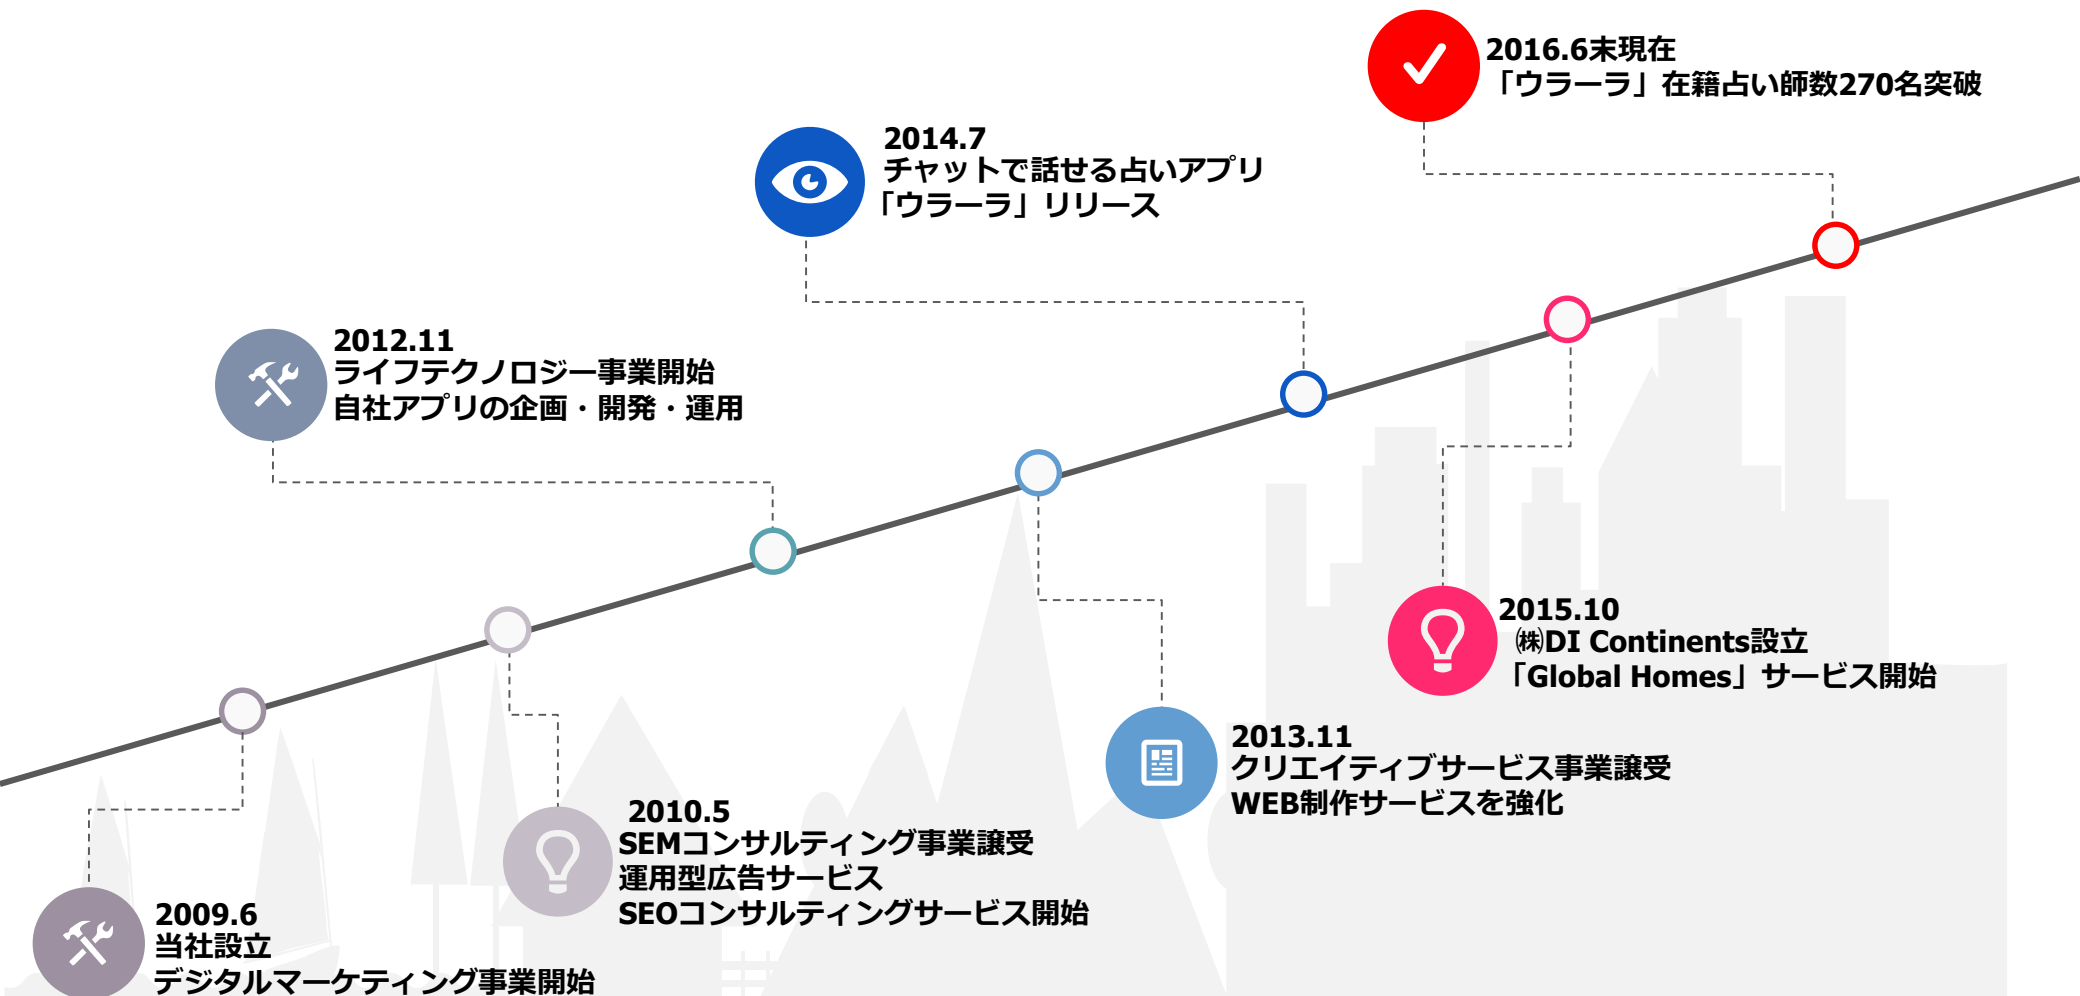 2016.6末現在
「ウラーラ」在籍占い師数270名突破
2014.7
チャットで話せる占いアプリ
「ウラーラ」リリース
2012.11
ライフテクノロジー事業開始
自社アプリの企画・開発・運用
2015.10
㈱DI Continents設立
「Global Homes」サービス開始
2013.11
クリエイティブサービス事業譲受
WEB制作サービスを強化
2010.5
SEMコンサルティング事業譲受
運用型広告サービス
SEOコンサルティングサービス開始
2009.6
当社設立
デジタルマーケティング事業開始